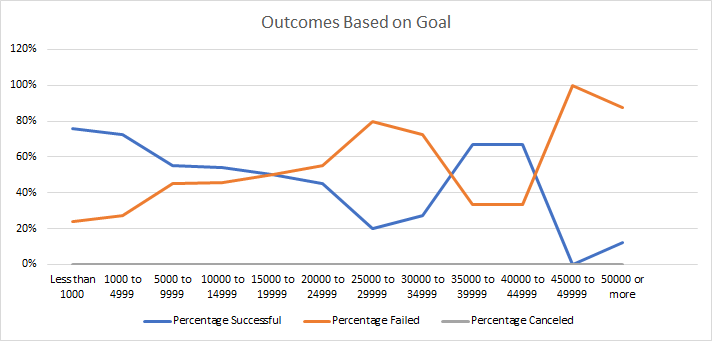 Outcomes Based on Goal
120%
100%
80%
60%
40%
20%
0%
Less than 1000 to 5000 to 10000 to 15000 to 20000 to 25000 to 30000 to 35000 to 40000 to 45000 to 50000 or
1000 4999 9999 14999 19999 24999 29999 34999 39999 44999 49999 more
Percentage Successful Percentage Failed Percentage Canceled